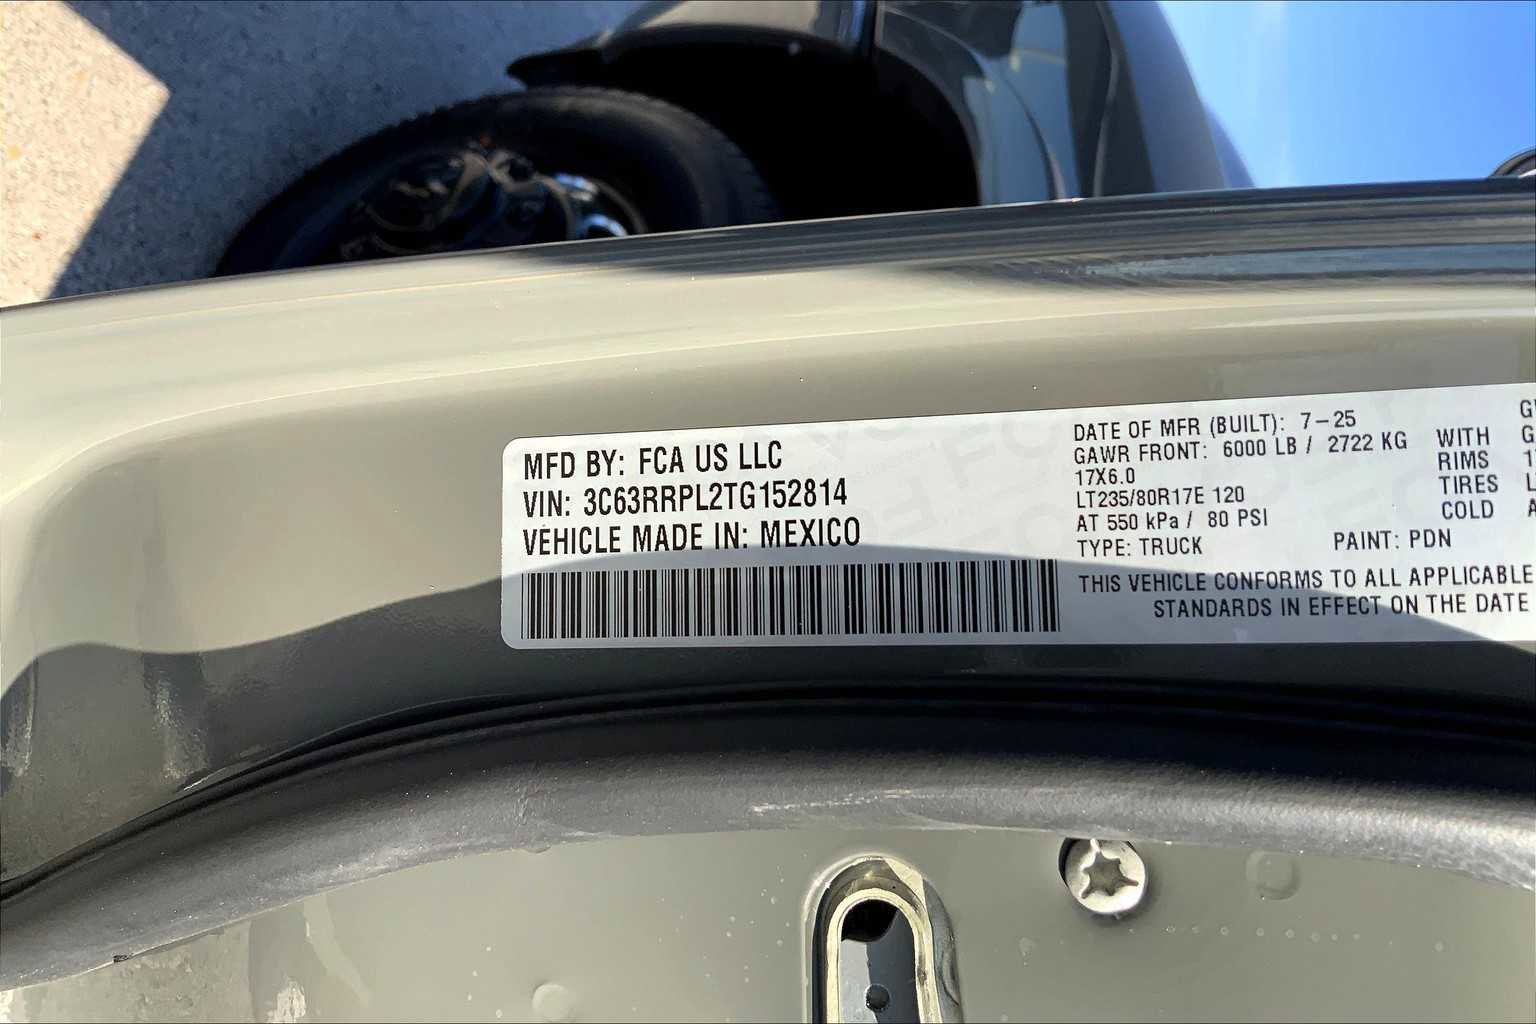 MFD BY: FCA US LLC
VIN: 3C63RRPL2TG152814
VEHICLE MADE IN: MEXICO
DATE OF MFR (BUILT): 7-25
GAWR FRONT: 6000 LB / 2722 KG WITH
17X6.0 RIMS
LT235/80R17E 120 TIRES
AT 550 kPa / 80 PSI COLD
TYPE: TRUCK PAINT: PDN
THIS VEHICLE CONFORMS TO ALL APPLICABLE
STANDARDS IN EFFECT ON THE DATE